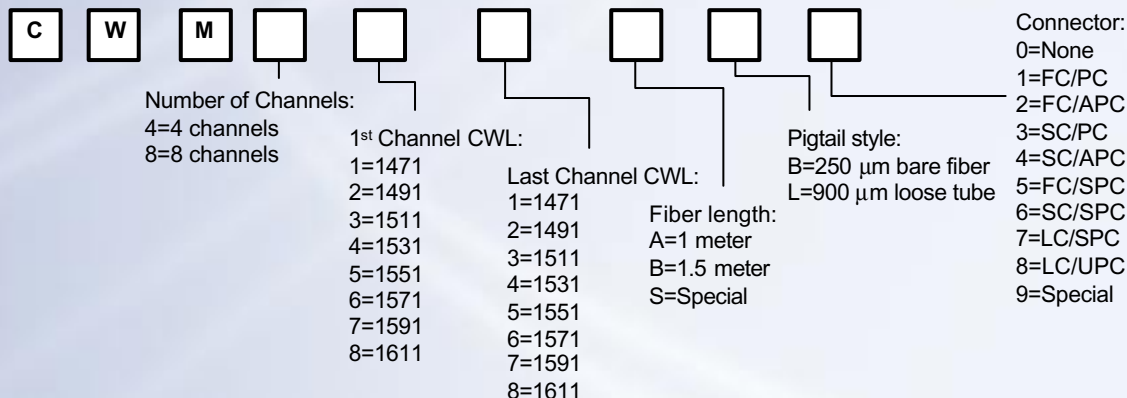 C W M
Number of Channels:
4=4 channels
8=8 channels
1st Channel CWL:
1=1471
2=1491
3=1511
4=1531
5=1551
6=1571
7=1591
8=1611
Last Channel CWL:
1=1471
2=1491
3=1511
4=1531
5=1551
6=1571
7=1591
8=1611
Fiber length:
A=1 meter
B=1.5 meter
S=Special
Pigtail style:
B=250 μm bare fiber
L=900 μm loose tube
Connector:
0=None
1=FC/PC
2=FC/APC
3=SC/PC
4=SC/APC
5=FC/SPC
6=SC/SPC
7=LC/SPC
8=LC/UPC
9=Special